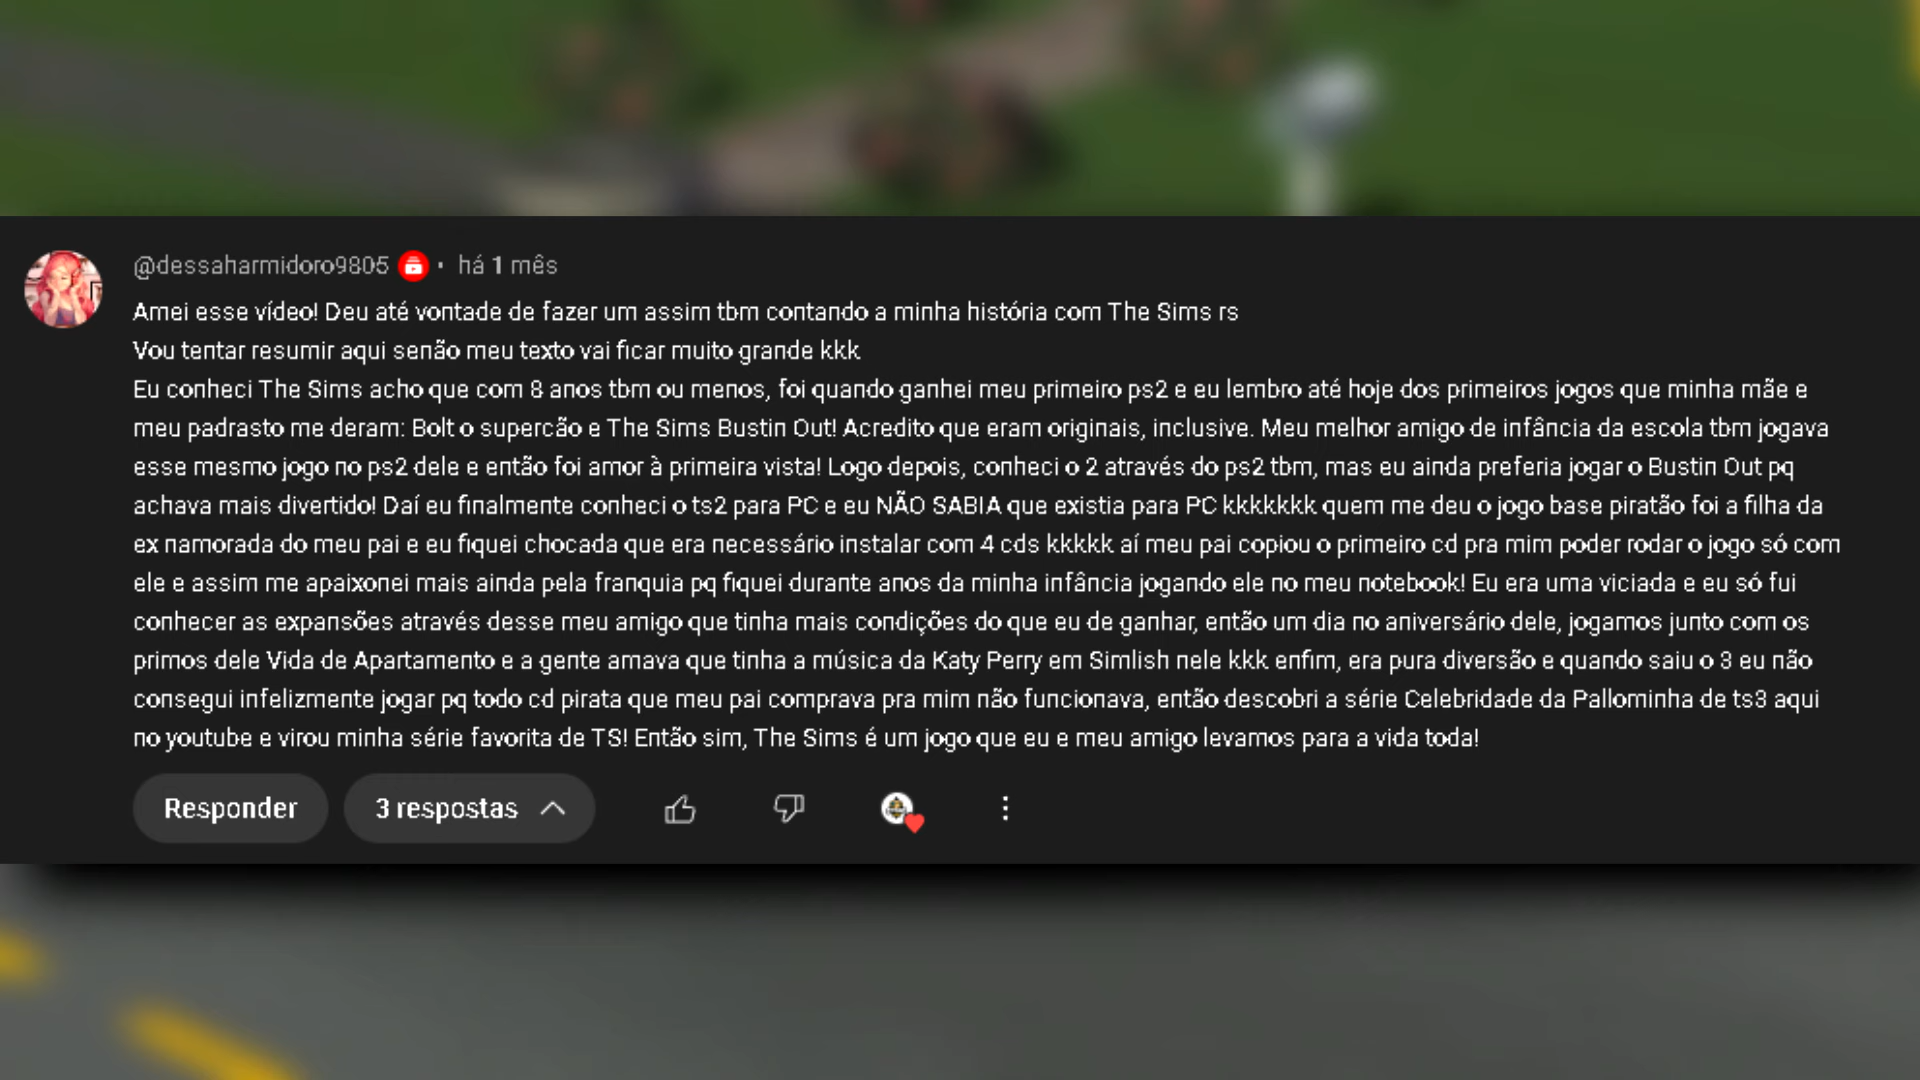 @dessaharmidoro9805 • há 1 mês
Amei esse vídeo! Deu até vontade de fazer um assim tbm contando a minha história com The Sims rs
Vou tentar resumir aqui senão meu texto vai ficar muito grande kkk
Eu conheci The Sims acho que com 8 anos tbm ou menos, foi quando ganhei meu primeiro ps2 e eu lembro até hoje dos primeiros jogos que minha mãe e
meu padrasto me deram: Bolt o supercão e The Sims Bustin Out! Acredito que eram originais, inclusive. Meu melhor amigo de infância da escola tbm jogava
esse mesmo jogo no ps2 dele e então foi amor à primeira vista! Logo depois, conheci o 2 através do ps2 tbm, mas eu ainda preferia jogar o Bustin Out pq
achava mais divertido! Daí eu finalmente conheci o ts2 para PC e eu NÃO SABIA que existia para PC kkkkkkk quem me deu o jogo base piratão foi a filha da
ex namorada do meu pai e eu fiquei chocada que era necessário instalar com 4 cds kkkkk aí meu pai copiou o primeiro cd pra mim poder rodar o jogo só com
ele e assim me apaixonei mais ainda pela franquia pq fiquei durante anos da minha infância jogando ele no meu notebook! Eu era uma viciada e eu só fui
conhecer as expansões através desse meu amigo que tinha mais condições do que eu de ganhar, então um dia no aniversário dele, jogamos junto com os
primos dele Vida de Apartamento e a gente amava que tinha a música da Katy Perry em Simlish nele kkk enfim, era pura diversão e quando saiu o 3 eu não
consegui infelizmente jogar pq todo cd pirata que meu pai comprava pra mim não funcionava, então descobri a série Celebridade da Pallominha de ts3 aqui
no youtube e virou minha série favorita de TS! Então sim, The Sims é um jogo que eu e meu amigo levamos para a vida toda!
Responder 3 respostas